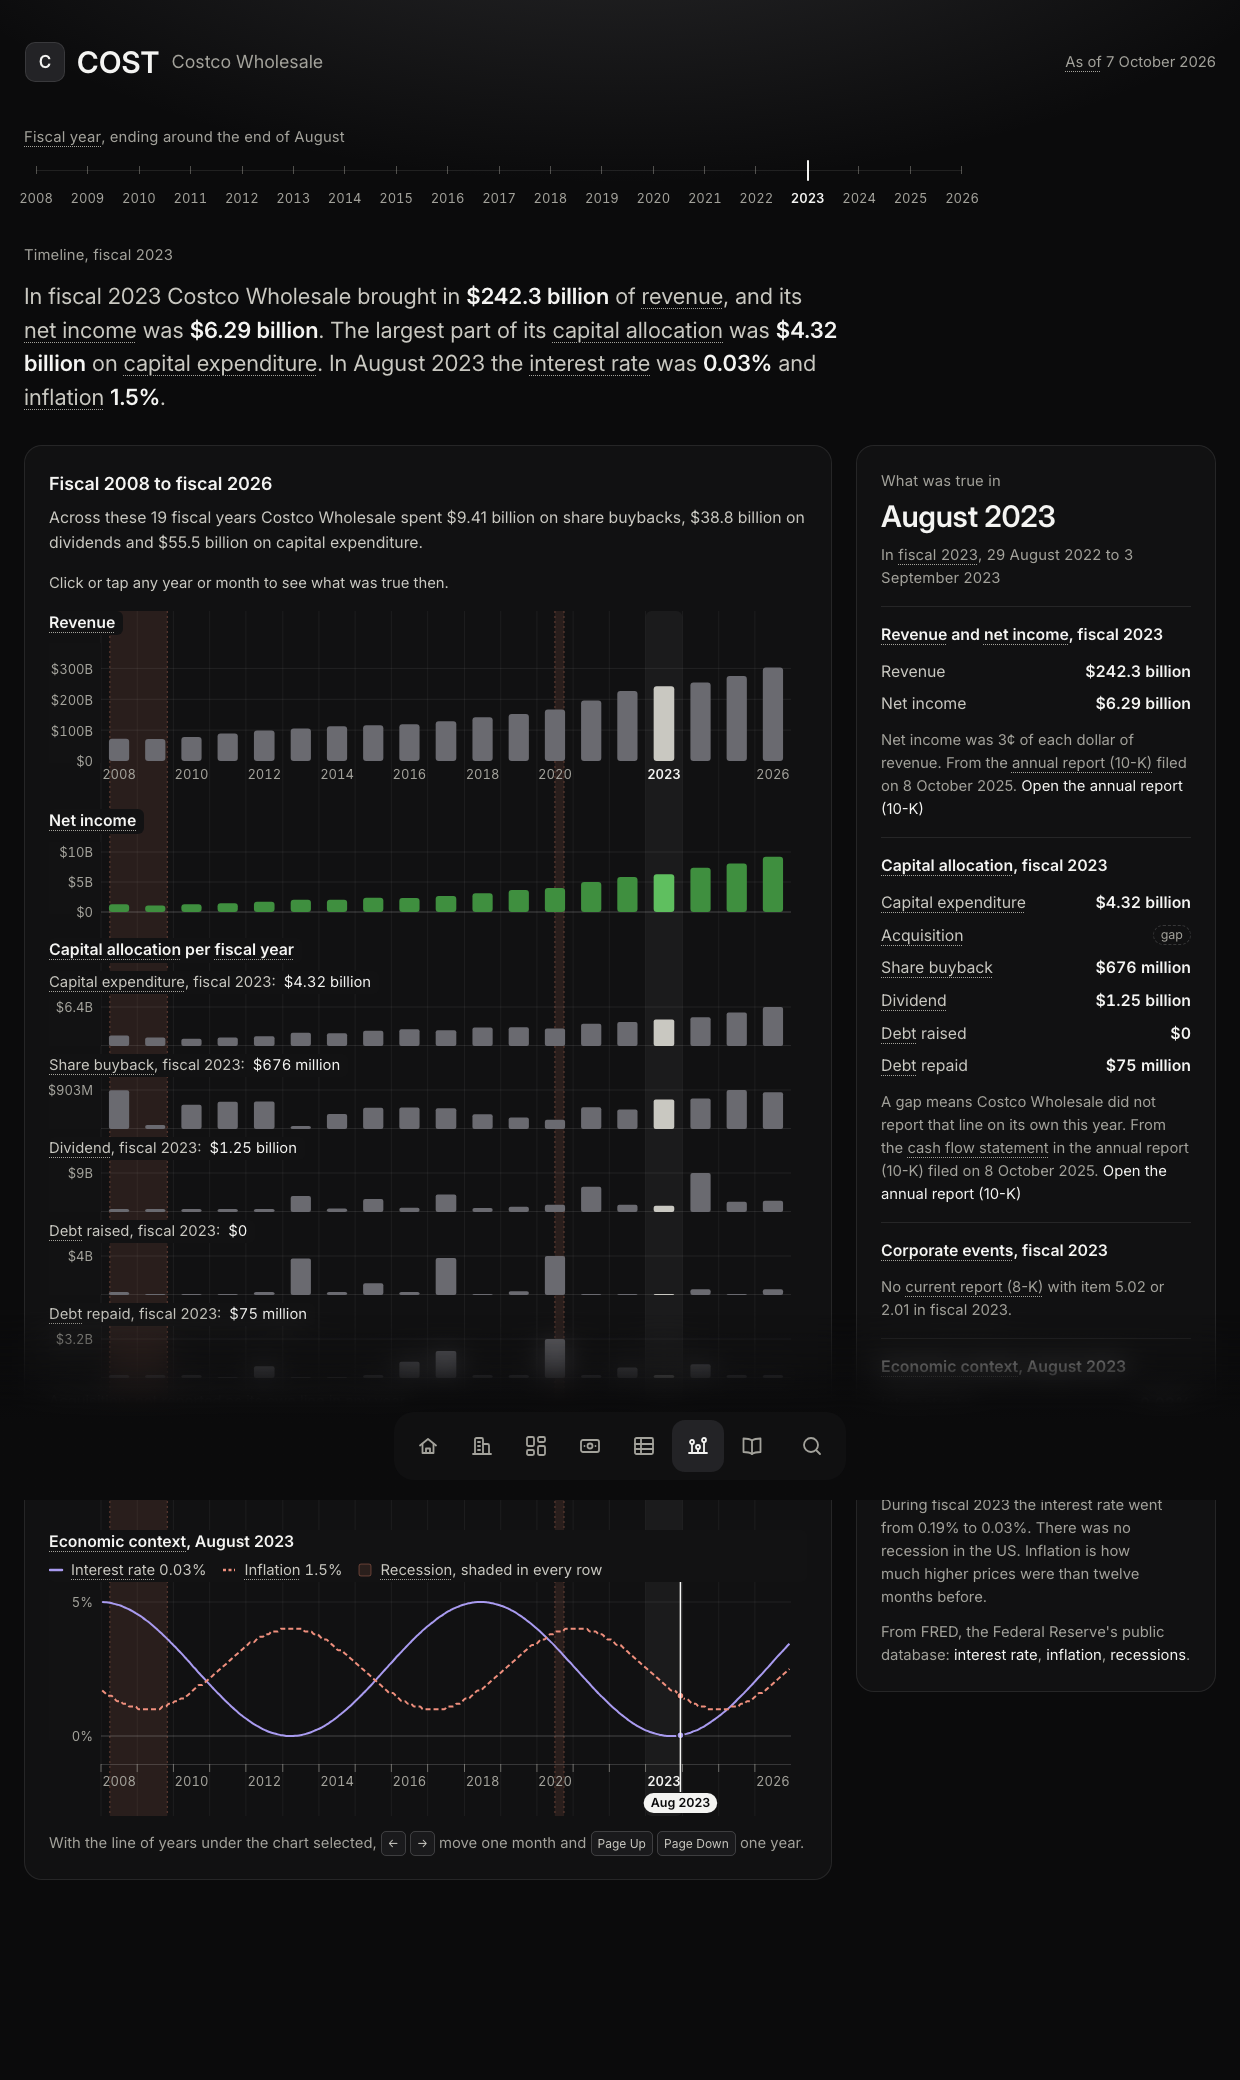 C COST Costco Wholesale
As of 7 October 2026
Fiscal year, ending around the end of August
2008 2009 2010 2011 2012 2013 2014 2015 2016 2017 2018 2019 2020 2021 2022 2023 2024 2025 2026
Timeline, fiscal 2023
In fiscal 2023 Costco Wholesale brought in $242.3 billion of revenue, and its
net income was $6.29 billion. The largest part of its capital allocation was $4.32
billion on capital expenditure. In August 2023 the interest rate was 0.03% and
inflation 1.5%.
Fiscal 2008 to fiscal 2026
Across these 19 fiscal years Costco Wholesale spent $9.41 billion on share buybacks, $38.8 billion on
dividends and $55.5 billion on capital expenditure.
Click or tap any year or month to see what was true then.
Revenue
$300B
$200B
$100B
$0
2008 2010 2012 2014 2016 2018 2020 2023 2026
Net income
$10B
$5B
$0
Capital allocation per fiscal year
Capital expenditure, fiscal 2023: $4.32 billion
$6.4B
Share buyback, fiscal 2023: $676 million
$903M
Dividend, fiscal 2023: $1.25 billion
$9B
Debt raised, fiscal 2023: $0
$4B
Debt repaid, fiscal 2023: $75 million
$3.2B
Economic context, August 2023
Interest rate 0.03% Inflation 1.5% Recession, shaded in every row
5%
0%
2008 2010 2012 2014 2016 2018 2020 2023 2026
Aug 2023
With the line of years under the chart selected, ← → move one month and Page Up Page Down one year.
What was true in
August 2023
In fiscal 2023, 29 August 2022 to 3
September 2023
Revenue and net income, fiscal 2023
Revenue $242.3 billion
Net income $6.29 billion
Net income was 3¢ of each dollar of
revenue. From the annual report (10-K) filed
on 8 October 2025. Open the annual report
(10-K)
Capital allocation, fiscal 2023
Capital expenditure $4.32 billion
Acquisition gap
Share buyback $676 million
Dividend $1.25 billion
Debt raised $0
Debt repaid $75 million
A gap means Costco Wholesale did not
report that line on its own this year. From
the cash flow statement in the annual report
(10-K) filed on 8 October 2025. Open the
annual report (10-K)
Corporate events, fiscal 2023
No current report (8-K) with item 5.02 or
2.01 in fiscal 2023.
Economic context, August 2023
During fiscal 2023 the interest rate went
from 0.19% to 0.03%. There was no
recession in the US. Inflation is how
much higher prices were than twelve
months before.
From FRED, the Federal Reserve's public
database: interest rate, inflation, recessions.